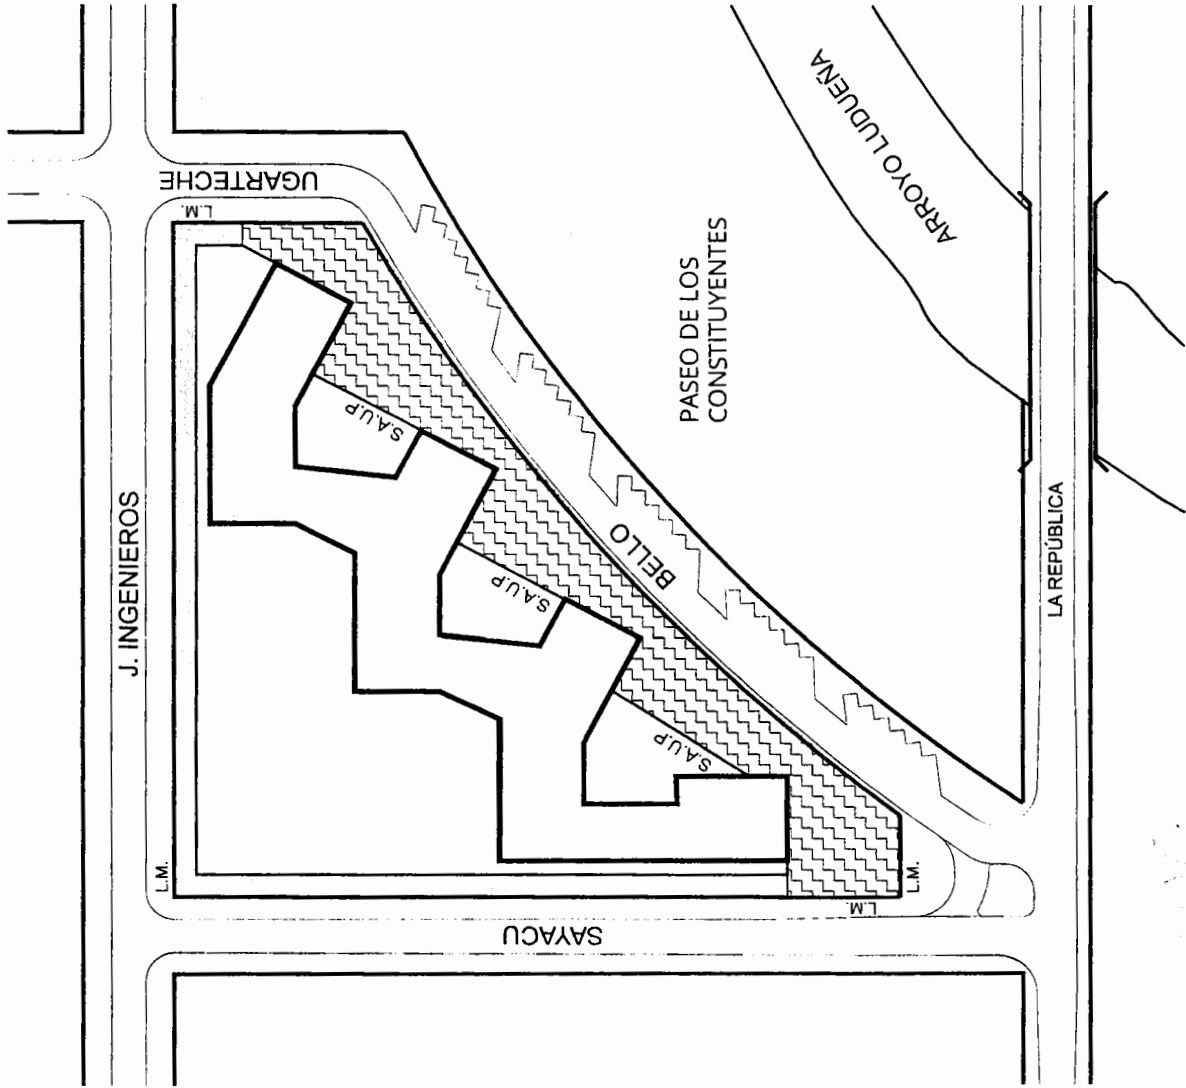 ARROYO LUDUEÑA
UGARTECHE
L.M.
PASEO DE LOS
CONSTITUYENTES
S.A.U.P
J. INGENIEROS
BELLO
LA REPÚBLICA
S.A.U.P
S.A.U.P
L.M.
L.M.
L.M.
SAYACU